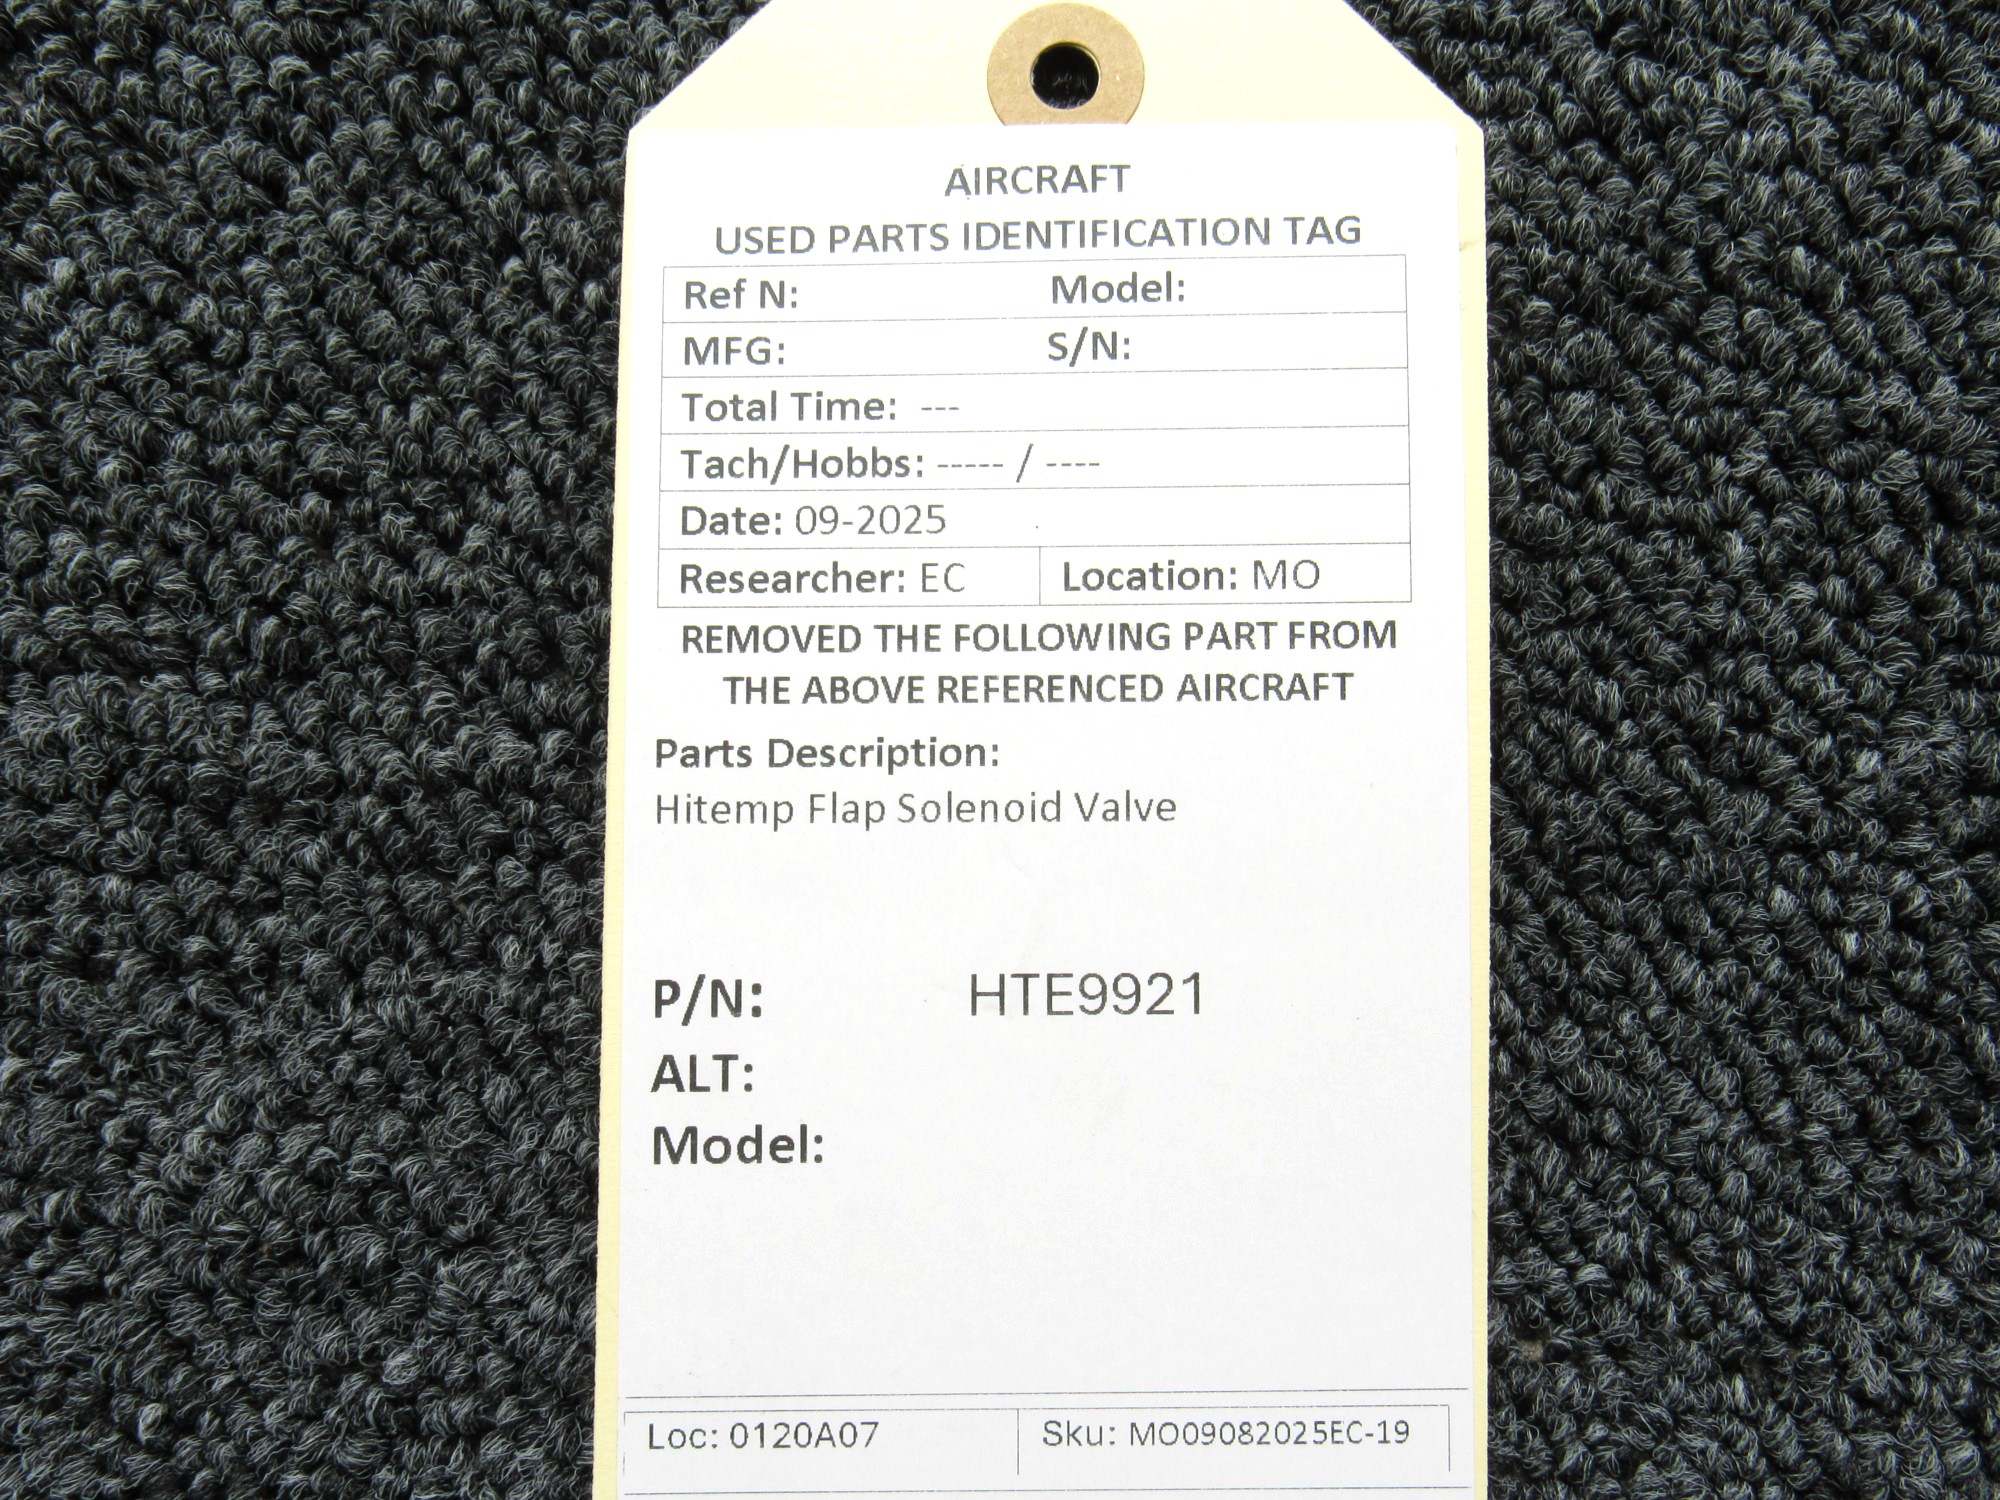 AIRCRAFT
USED PARTS IDENTIFICATION TAG
Ref N: Model:
MFG: S/N:
Total Time: ---
Tach/Hobbs: ----- / ----
Date: 09-2025
Researcher: EC Location: MO
REMOVED THE FOLLOWING PART FROM
THE ABOVE REFERENCED AIRCRAFT
Parts Description:
Hitemp Flap Solenoid Valve
P/N: HTE9921
ALT:
Model:
Loc: 0120A07 Sku: MO09082025EC-19